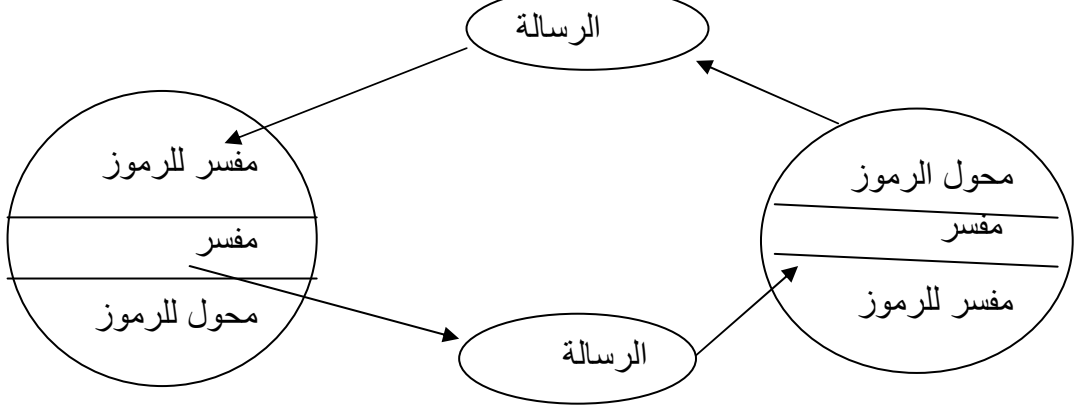 الرسالة
محول الرموز
مفسر
مفسر للرموز
مفسر للرموز
مفسر
محول للرموز
الرسالة